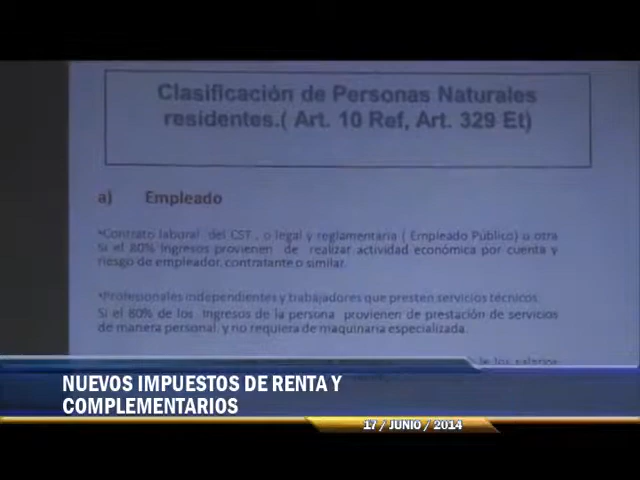 Clasificación de Personas Naturales
residentes.( Art. 10 Ref, Art. 329 Et)
a) Empleado
•Contrato laboral del CST , o legal y reglamentaria ( Empleado Público) o otra
Si el 80% Ingresos provienen de realizar actividad económica por cuenta y
riesgo de empleador, contratante o similar.
•Profesionales independientes y trabajadores que presten servicios técnicos.
Si el 80% de los ingresos de la persona provienen de prestación de servicios
de manera personal y no requiera de maquinaria especializada.
los salarios
NUEVOS IMPUESTOS DE RENTA Y
COMPLEMENTARIOS
17 / JUNIO / 2014